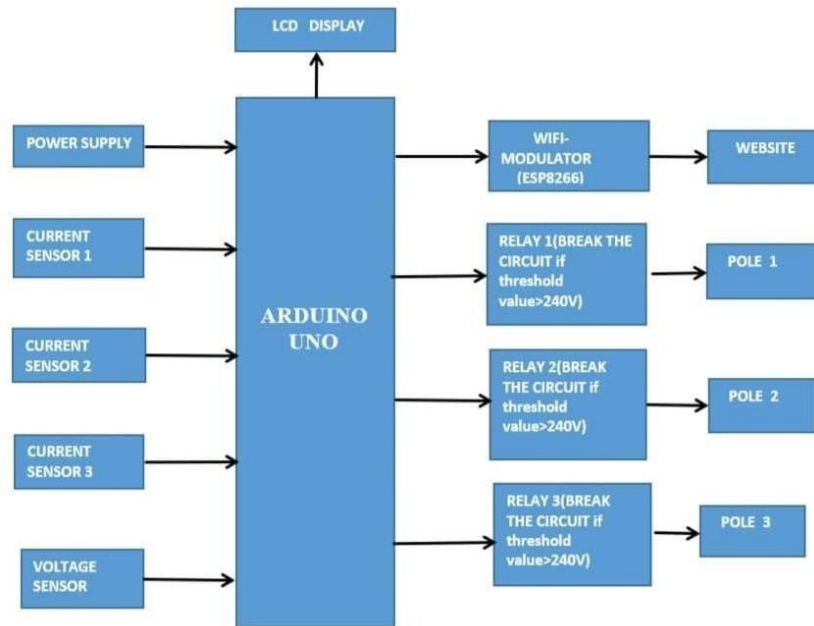 LCD DISPLAY
POWER SUPPLY
CURRENT
SENSOR 1
CURRENT
SENSOR 2
CURRENT
SENSOR 3
VOLTAGE
SENSOR
ARDUINO
UNO
WIFI-
MODULATOR
(ESP8266)
WEBSITE
RELAY 1(BREAK THE
CIRCUIT if
threshold
value>240V)
POLE 1
RELAY 2(BREAK
THE CIRCUIT if
threshold
value>240V)
POLE 2
RELAY 3(BREAK
THE CIRCUIT if
threshold
value>240V)
POLE 3